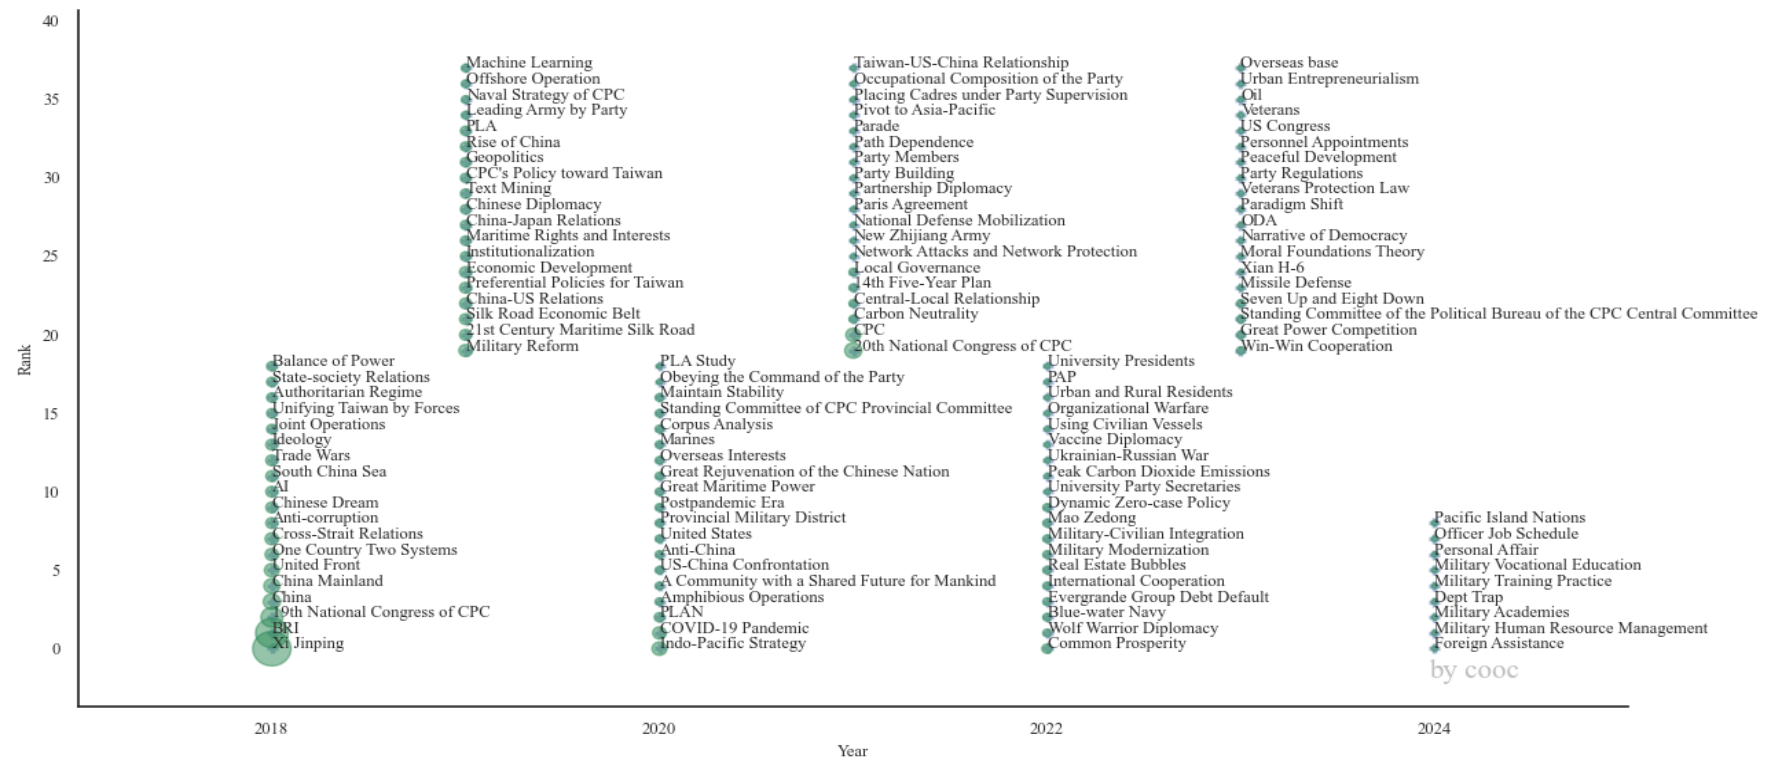 40
35
30
25
20
15
10
5
0
Rank
Machine Learning
Offshore Operation
Naval Strategy of CPC
Leading Army by Party
PLA
Rise of China
Geopolitics
CPC's Policy toward Taiwan
Text Mining
Chinese Diplomacy
China-Japan Relations
Maritime Rights and Interests
Institutionalization
Economic Development
Preferential Policies for Taiwan
China-US Relations
Silk Road Economic Belt
21st Century Maritime Silk Road
Military Reform
Taiwan-US-China Relationship
Occupational Composition of the Party
Placing Cadres under Party Supervision
Pivot to Asia-Pacific
Parade
Path Dependence
Party Members
Party Building
Partnership Diplomacy
Paris Agreement
National Defense Mobilization
New Zhijiang Army
Network Attacks and Network Protection
Local Governance
14th Five-Year Plan
Central-Local Relationship
Carbon Neutrality
CPC
20th National Congress of CPC
Overseas base
Urban Entrepreneurialism
Oil
Veterans
US Congress
Personnel Appointments
Peaceful Development
Party Regulations
Veterans Protection Law
Paradigm Shift
ODA
Narrative of Democracy
Moral Foundations Theory
Xian H-6
Missile Defense
Seven Up and Eight Down
Standing Committee of the Political Bureau of the CPC Central Committee
Great Power Competition
Win-Win Cooperation
Balance of Power
State-society Relations
Authoritarian Regime
Unifying Taiwan by Forces
Joint Operations
Ideology
Trade Wars
South China Sea
AI
Chinese Dream
Anti-corruption
Cross-Strait Relations
One Country Two Systems
United Front
China Mainland
China
19th National Congress of CPC
BRI
Xi Jinping
PLA Study
Obeying the Command of the Party
Maintain Stability
Standing Committee of CPC Provincial Committee
Corpus Analysis
Marines
Overseas Interests
Great Rejuvenation of the Chinese Nation
Great Maritime Power
Postpandemic Era
Provincial Military District
United States
Anti-China
US-China Confrontation
A Community with a Shared Future for Mankind
Amphibious Operations
PLAN
COVID-19 Pandemic
Indo-Pacific Strategy
University Presidents
PAP
Urban and Rural Residents
Organizational Warfare
Using Civilian Vessels
Vaccine Diplomacy
Ukrainian-Russian War
Peak Carbon Dioxide Emissions
University Party Secretaries
Dynamic Zero-case Policy
Mao Zedong
Military-Civilian Integration
Military Modernization
Real Estate Bubbles
International Cooperation
Evergrande Group Debt Default
Blue-water Navy
Wolf Warrior Diplomacy
Common Prosperity
Pacific Island Nations
Officer Job Schedule
Personal Affair
Military Vocational Education
Military Training Practice
Dept Trap
Military Academies
Military Human Resource Management
Foreign Assistance
by cooc
2018
2020
2022
2024
Year